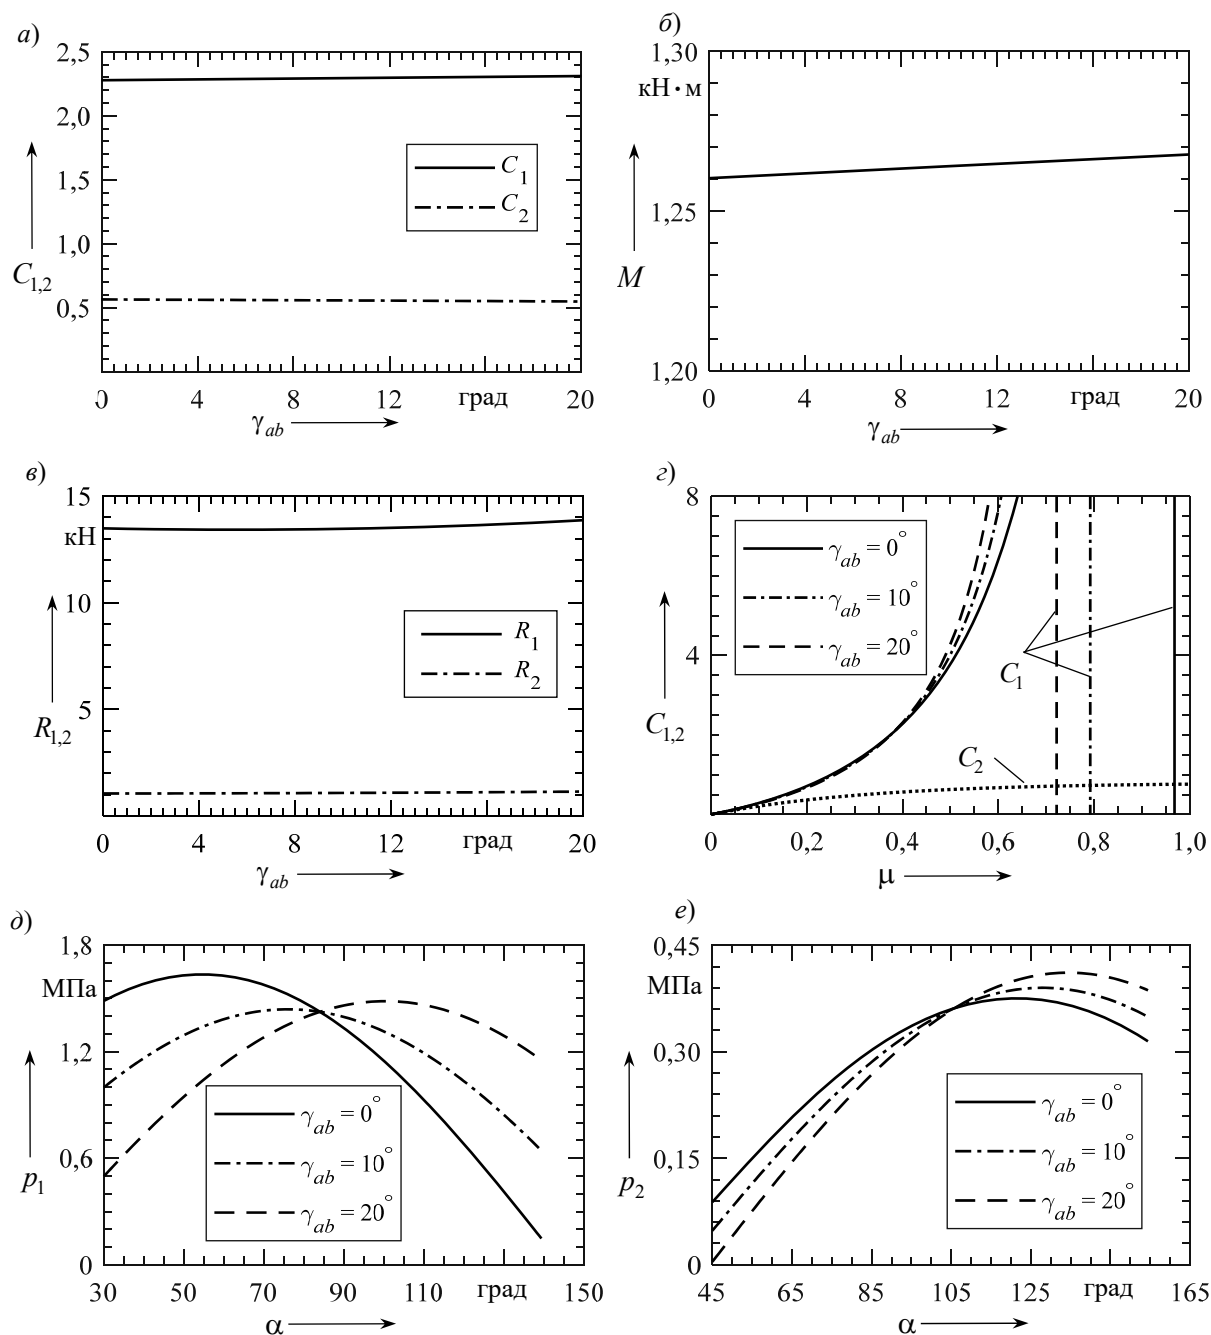 а)
2,5
2,0
1,5
1,0
0,5
C1,2
C1
C2
0 4 8 12 град 20
γab
б)
1,30
кН · м
1,25
1,20
M
0 4 8 12 град 20
γab
в)
15
кН
10
5
R1,2
R1
R2
0 4 8 12 град 20
γab
г)
8
4
C1,2
γab = 0°
γab = 10°
γab = 20°
C1
C2
0 0,2 0,4 0,6 0,8 1,0
μ
д)
1,8
МПа
1,2
0,6
0
p1
γab = 0°
γab = 10°
γab = 20°
30 50 70 90 110 град 150
α
е)
0,45
МПа
0,30
0,15
0
p2
γab = 0°
γab = 10°
γab = 20°
45 65 85 105 125 град 165
α